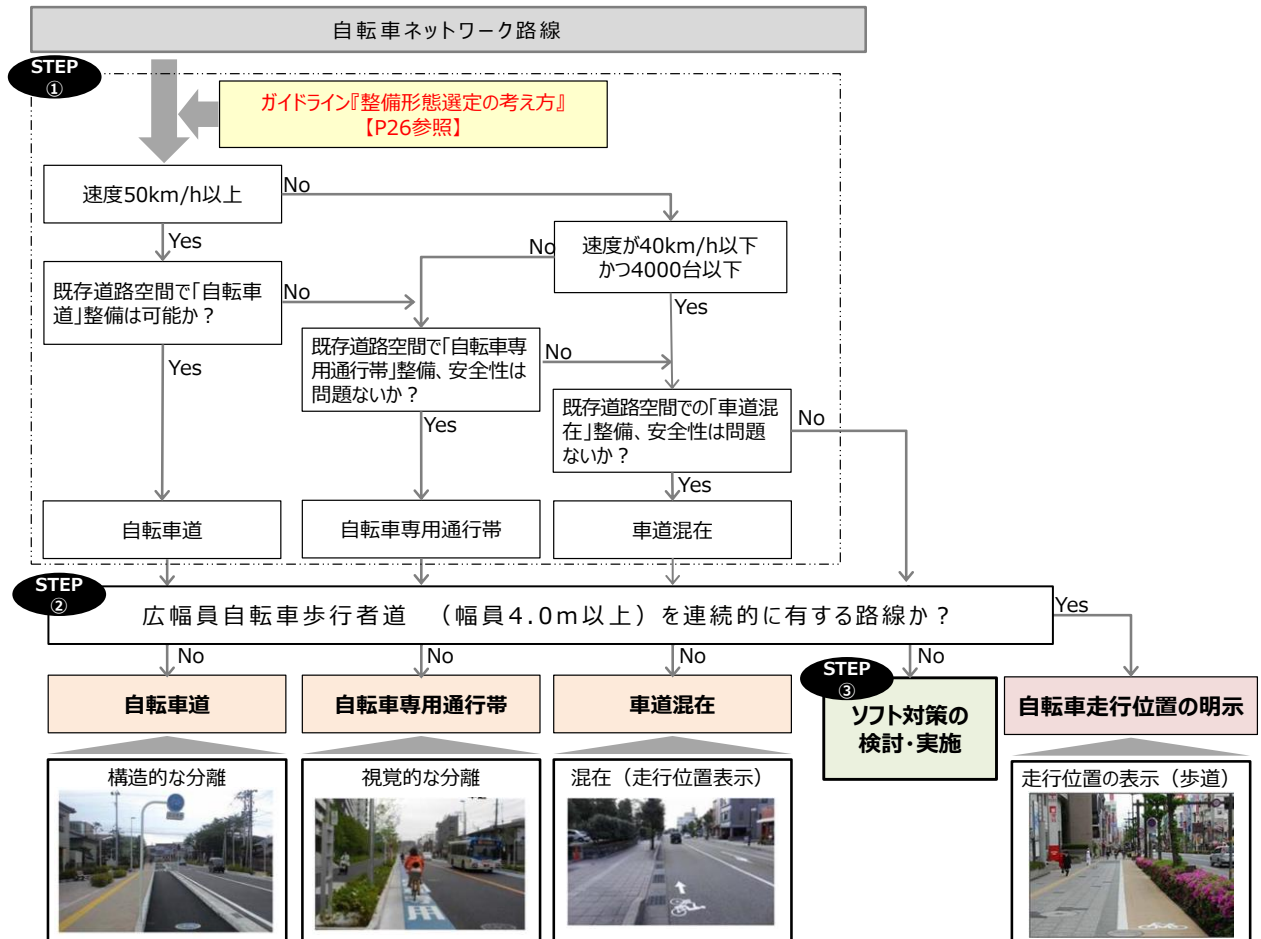 自転車ネットワーク路線
STEP
①
ガイドライン『整備形態選定の考え方』
【P26参照】
速度50km/h以上
No
Yes
速度が40km/h以下
かつ4000台以下
No
Yes
既存道路空間で「自転車
道」整備は可能か？
No
Yes
既存道路空間で「自転車専
用通行帯」整備、安全性は
問題ないか？
No
Yes
既存道路空間での「車道混
在」整備、安全性は問題
ないか？
No
Yes
自転車道
自転車専用通行帯
車道混在
STEP
②
広幅員自転車歩行者道　（幅員4.0m以上）を連続的に有する路線か？
Yes
No
No
No
No
自転車道
自転車専用通行帯
車道混在
STEP
③
ソフト対策の
検討・実施
自転車走行位置の明示
構造的な分離
視覚的な分離
混在（走行位置表示）
走行位置の表示（歩道）
用